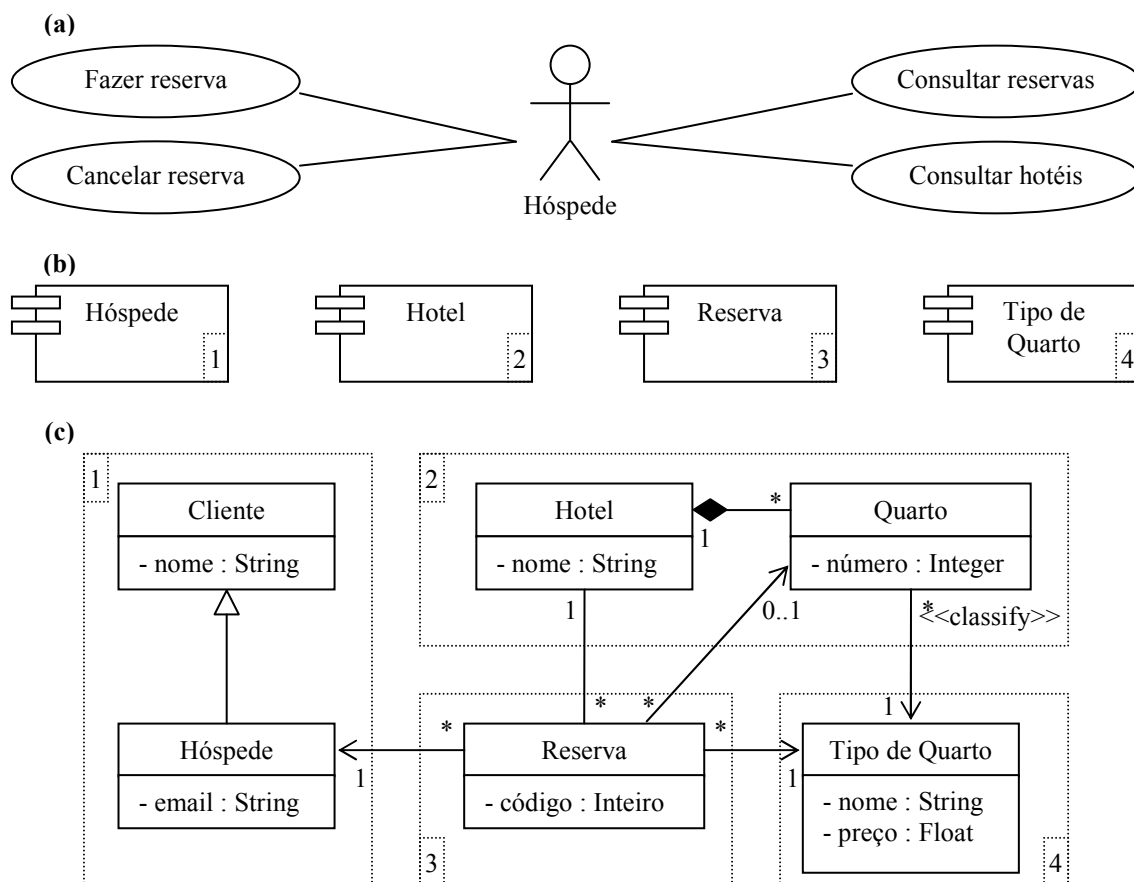 (a)
Fazer reserva
Consultar reservas
Cancelar reserva
Consultar hotéis
Hóspede
(b)
Hóspede
1
Hotel
2
Reserva
3
Tipo de
Quarto
4
(c)
1
Cliente
- nome : String
2
Hotel
- nome : String
1
*
Quarto
- número : Integer
1
0..1
*
<<classify>>
*
*
*
*
1
1
1
Hóspede
- email : String
Reserva
- código : Inteiro
Tipo de Quarto
- nome : String
- preço : Float
3
4